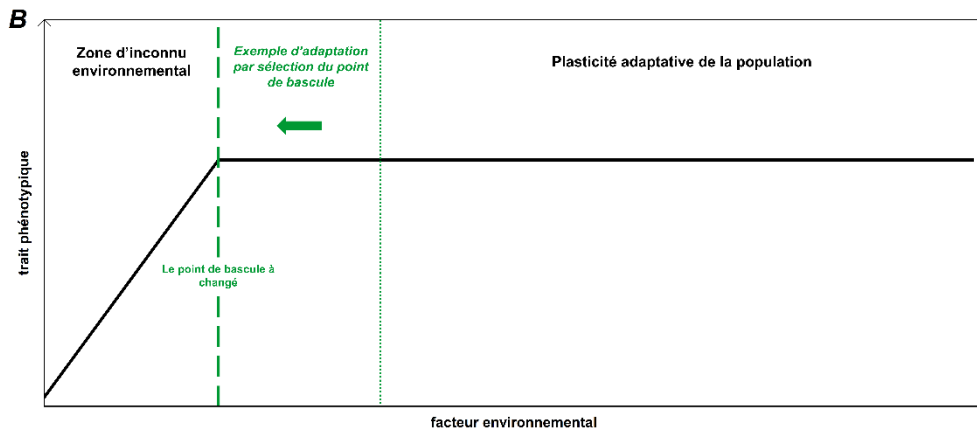 B
Zone d'inconnu
environnemental
Exemple d'adaptation
par sélection du point
de bascule
Plasticité adaptative de la population
trait phénotypique
Le point de bascule à
changé
facteur environnemental